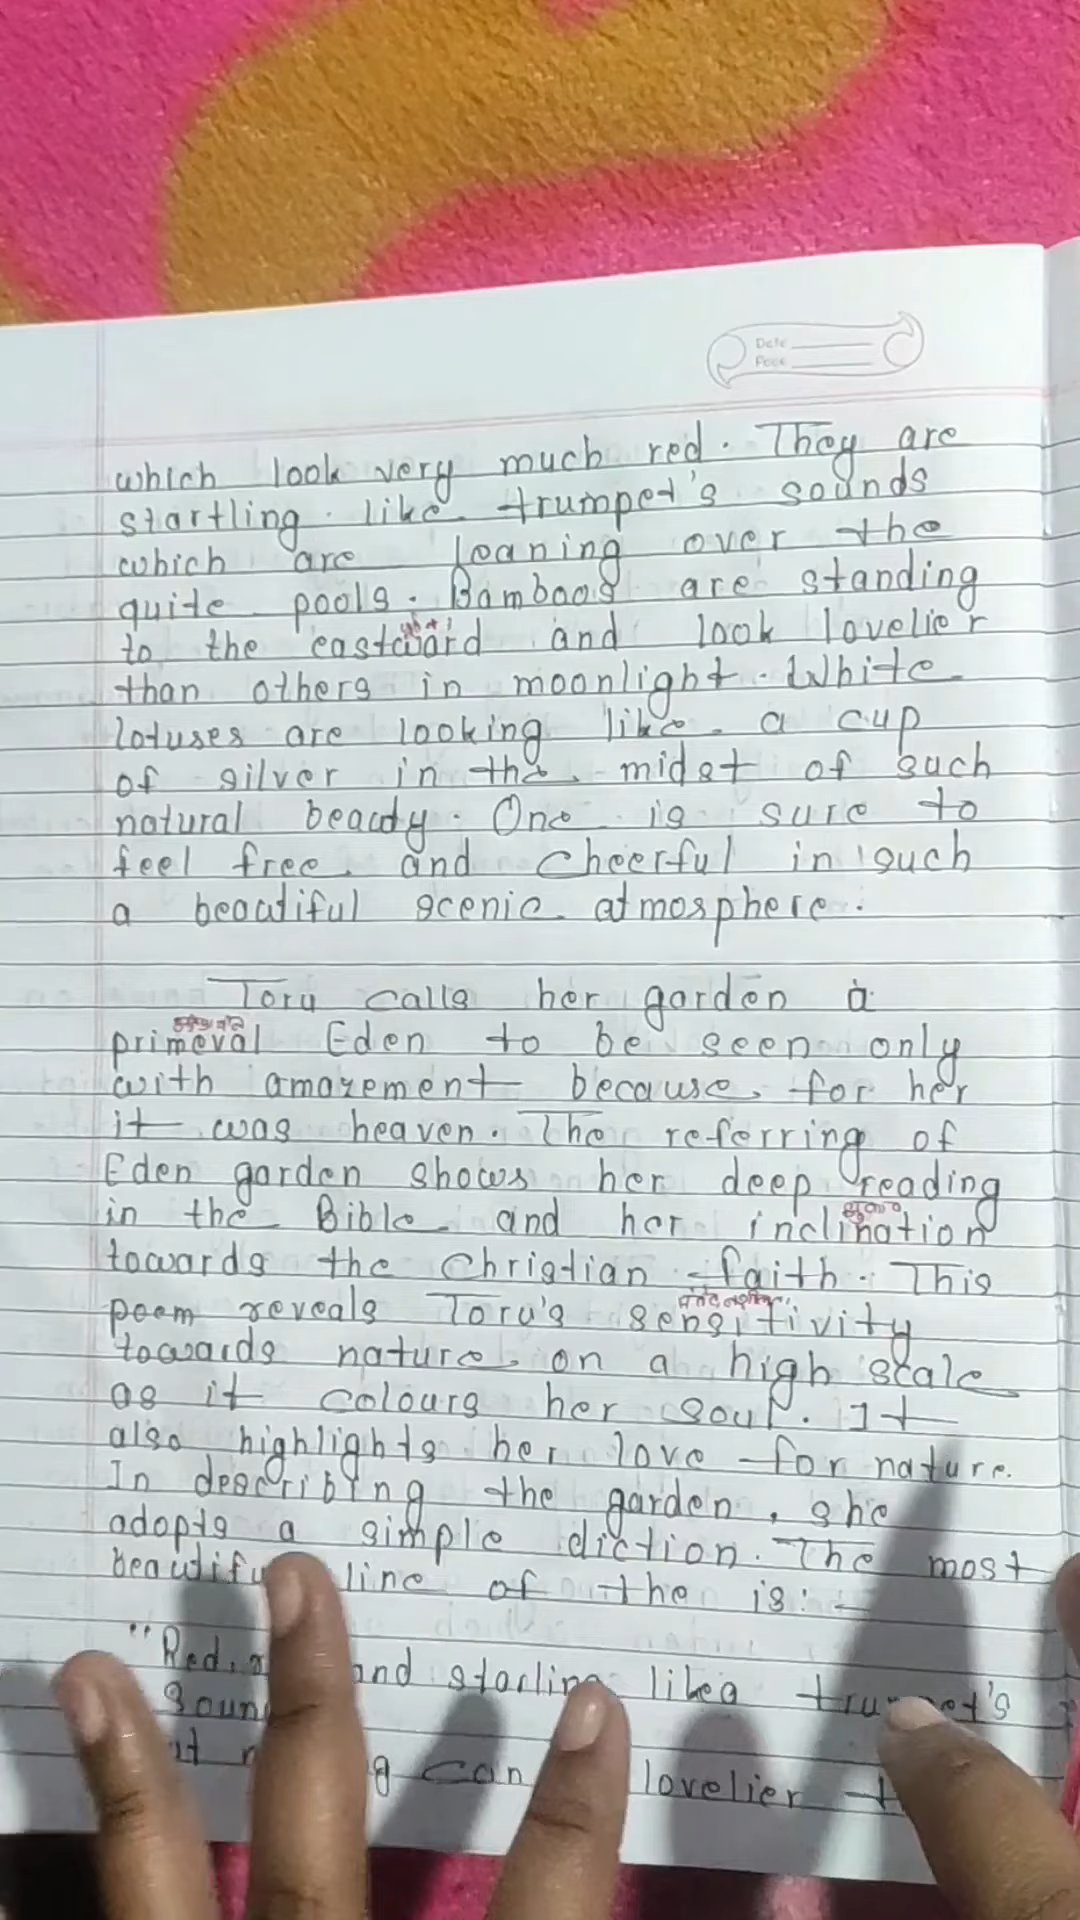 Date
Page
which look very much red. They are
startling like trumpet's sounds
which are leaning over the
quite pools. Bamboos are standing
to the eastward and look lovelier
than others in moonlight. White
lotuses are looking like a cup
of silver in the midst of such
natural beauty. One is sure to
feel free and cheerful in such
a beautiful scenic atmosphere.
Toru calls her garden a
primeval Eden to be seen only
with amazement because for her
it was heaven. The referring of
Eden garden shows her deep reading
in the Bible and her inclination
towards the Christian faith. This
poem reveals Toru's sensitivity
towards nature on a high scale
as it colours her soul. It
also highlights her love for nature.
In describing the garden, she
adopts a simple diction. The most
line of the is:-
"Red, and starling like a
can lovelier